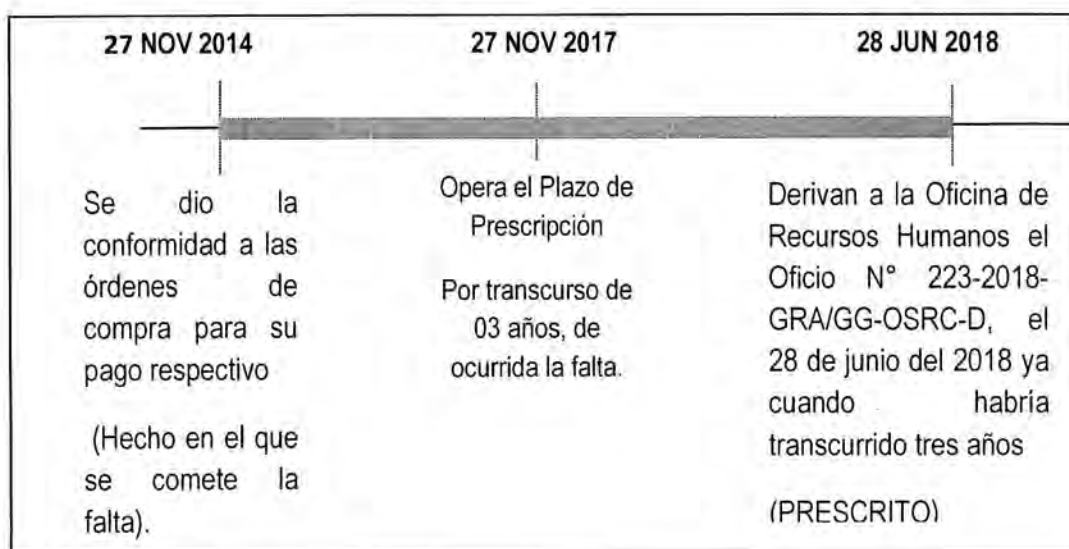 27 NOV 2014
27 NOV 2017
28 JUN 2018
Se dio la
conformidad a las
órdenes de
compra para su
pago respectivo
(Hecho en el que
se comete la
falta).
Opera el Plazo de
Prescripción
Por transcurso de
03 años, de
ocurrida la falta.
Derivan a la Oficina de
Recursos Humanos el
Oficio N° 223-2018-
GRA/GG-OSRC-D, el
28 de junio del 2018 ya
cuando habría
transcurrido tres años
(PRESCRITO)